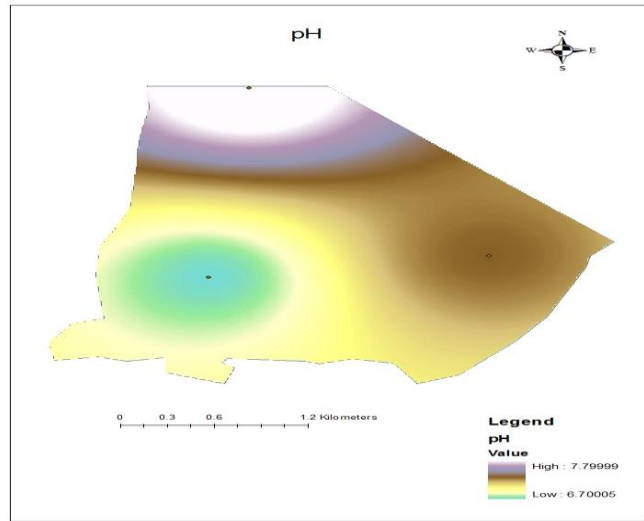 pH
N
W E
S
0 0.3 0.6 1.2 Kilometers
Legend
pH
Value
High : 7.79999
Low : 6.70005